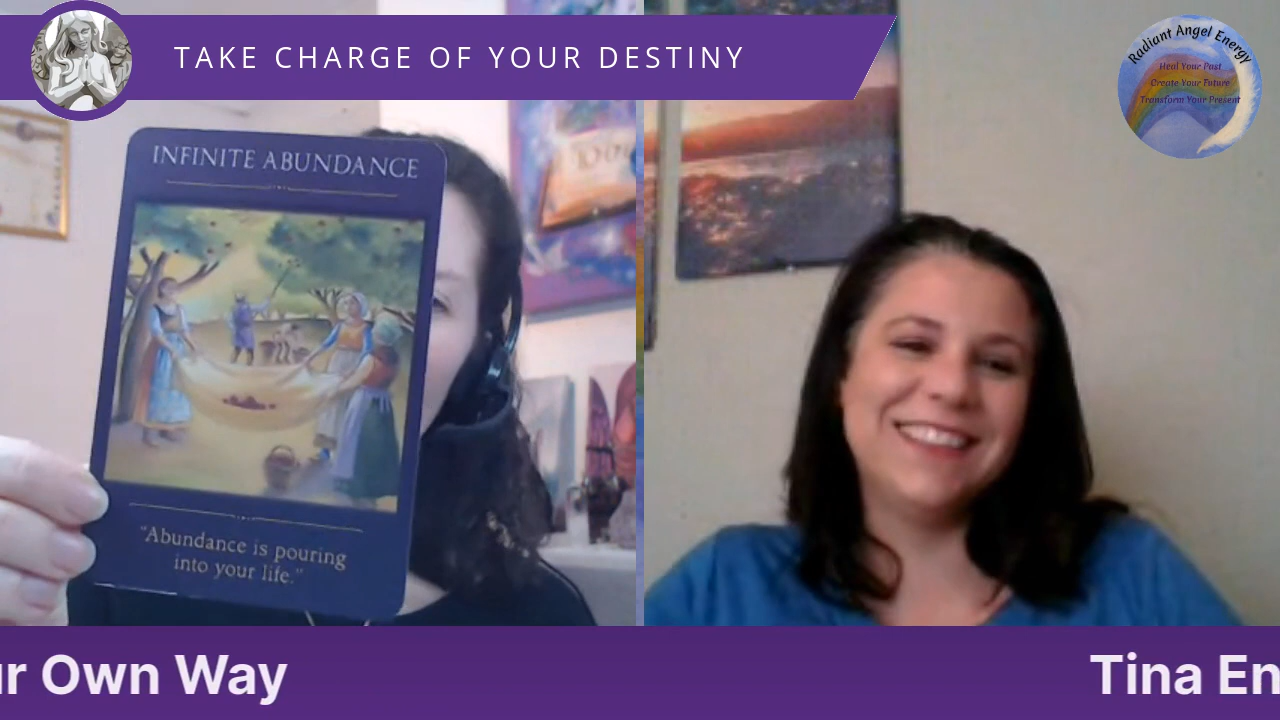 TAKE CHARGE OF YOUR DESTINY
Radiant Angel Energy
Heal Your Past
Create Your Future
Transform Your Present
INFINITE ABUNDANCE
"Abundance is pouring
into your life."
ur Own Way
Tina En